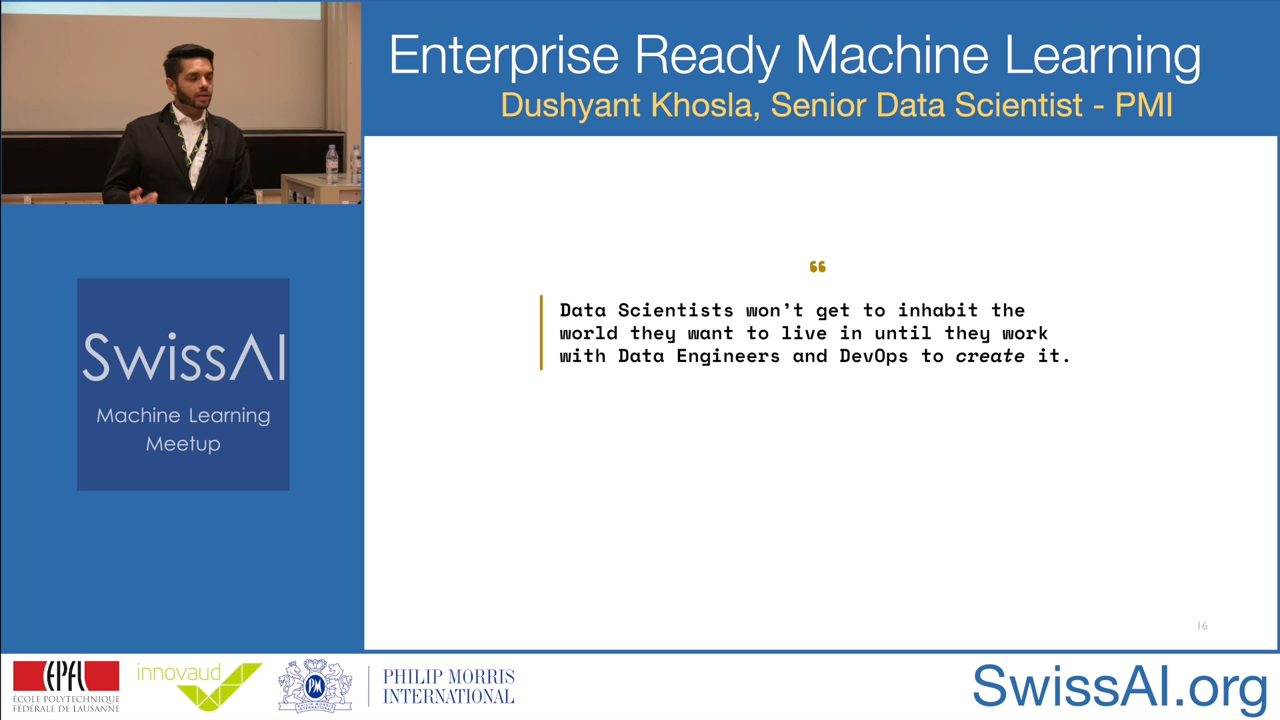 Enterprise Ready Machine Learning
Dushyant Khosla, Senior Data Scientist - PMI
“
Data Scientists won’t get to inhabit the
world they want to live in until they work
with Data Engineers and DevOps to create it.
SwissAI
Machine Learning
Meetup
16
EPFL
ÉCOLE POLYTECHNIQUE
FÉDÉRALE DE LAUSANNE
innovaud
PM
PHILIP MORRIS
INTERNATIONAL
SwissAI.org